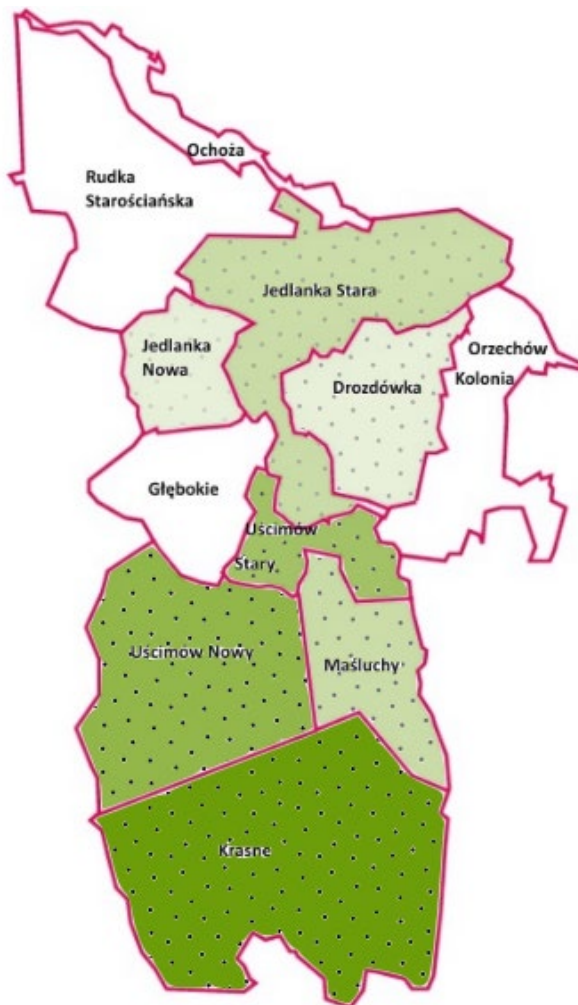 Ochoża
Rudka
Starościańska
Jedlanka Stara
Jedlanka
Nowa
Orzechów
Kolonia
Drozdówka
Głębokie
Uścimów
Stary
Uścimów Nowy
Maśluchy
Krasne